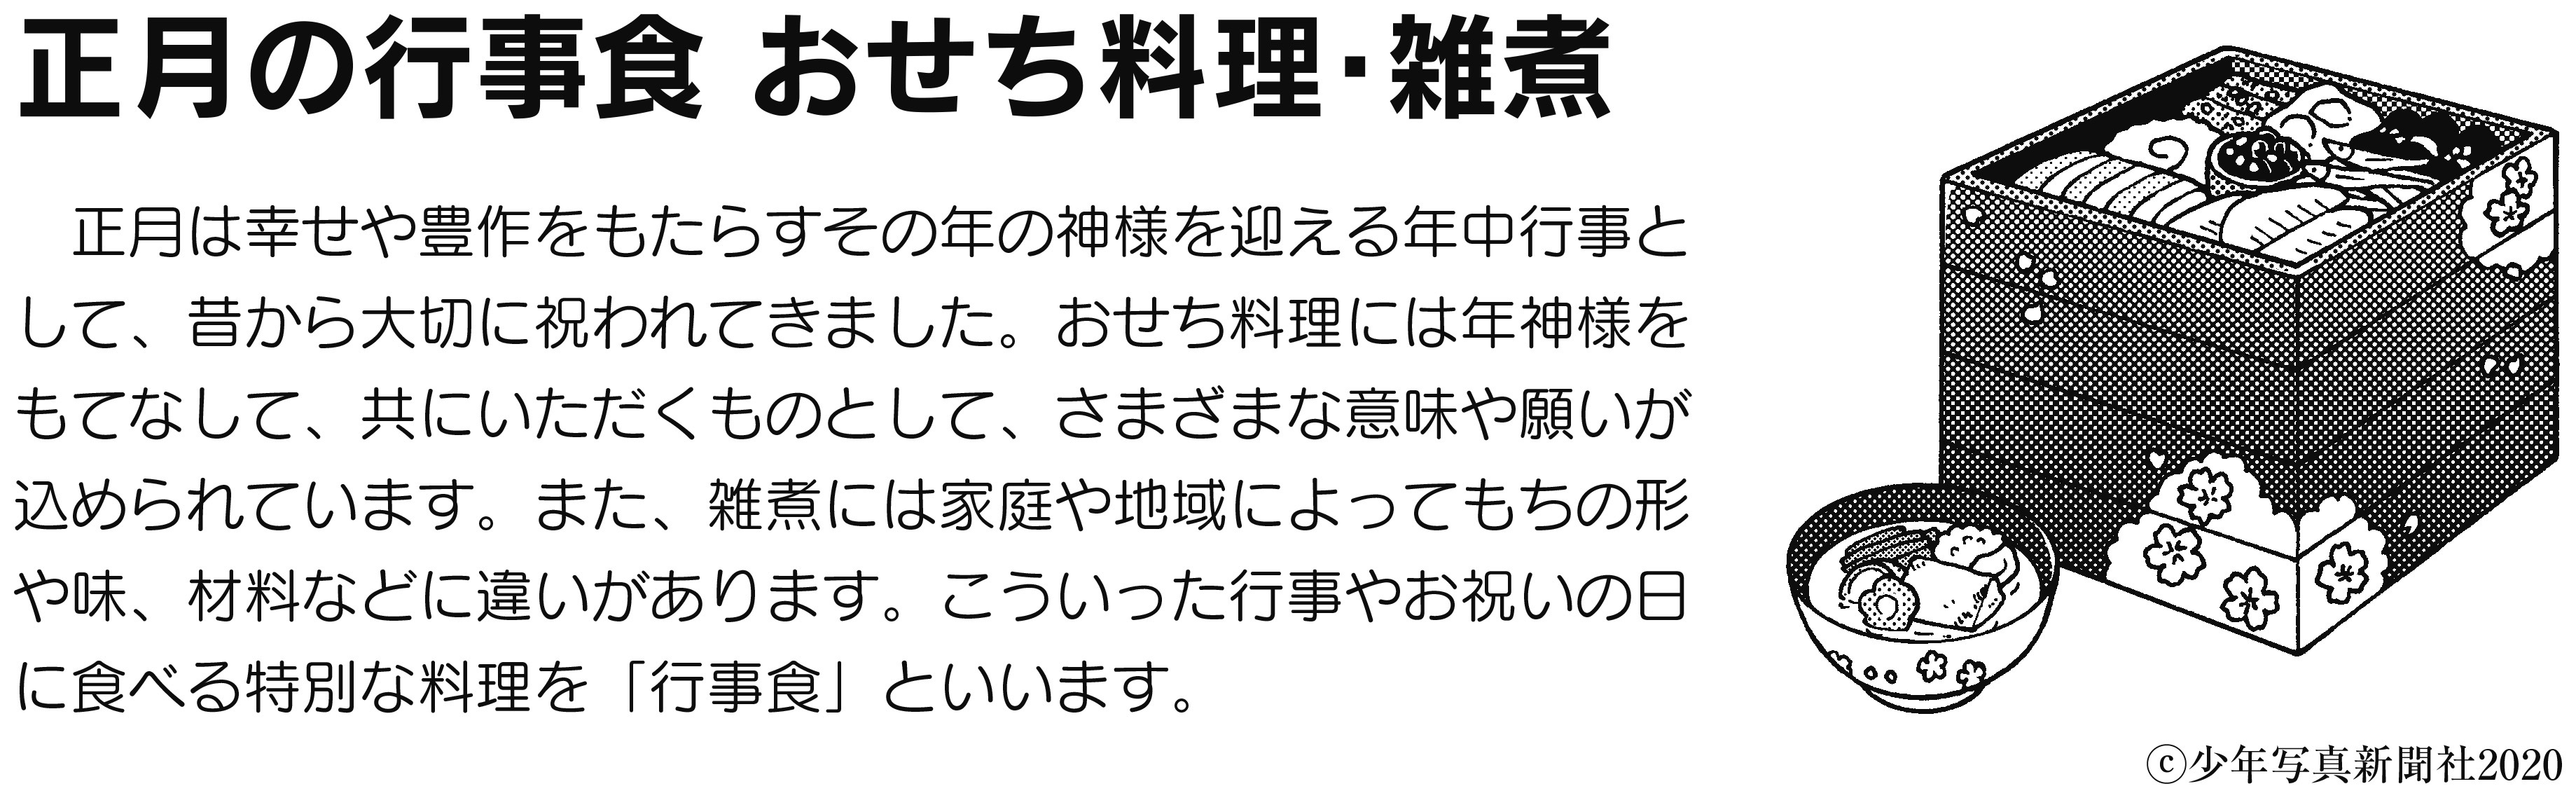 正月の行事食 おせち料理・雑煮
　正月は幸せや豊作をもたらすその年の神様を迎える年中行事と
して、昔から大切に祝われてきました。おせち料理には年神様を
もてなして、共にいただくものとして、さまざまな意味や願いが
込められています。また、雑煮には家庭や地域によってもちの形
や味、材料などに違いがあります。こういった行事やお祝いの日
に食べる特別な料理を「行事食」といいます。
ⓒ少年写真新聞社2020